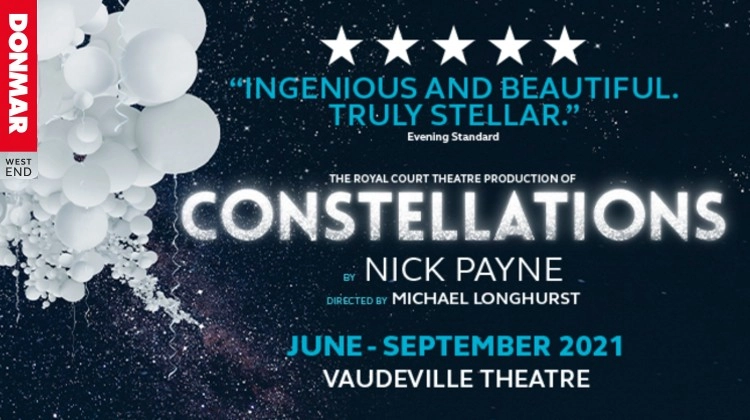 DONMAR
WEST
END
“INGENIOUS AND BEAUTIFUL.
TRULY STELLAR.”
Evening Standard
THE ROYAL COURT THEATRE PRODUCTION OF
CONSTELLATIONS
BY NICK PAYNE
DIRECTED BY MICHAEL LONGHURST
JUNE - SEPTEMBER 2021
VAUDEVILLE THEATRE